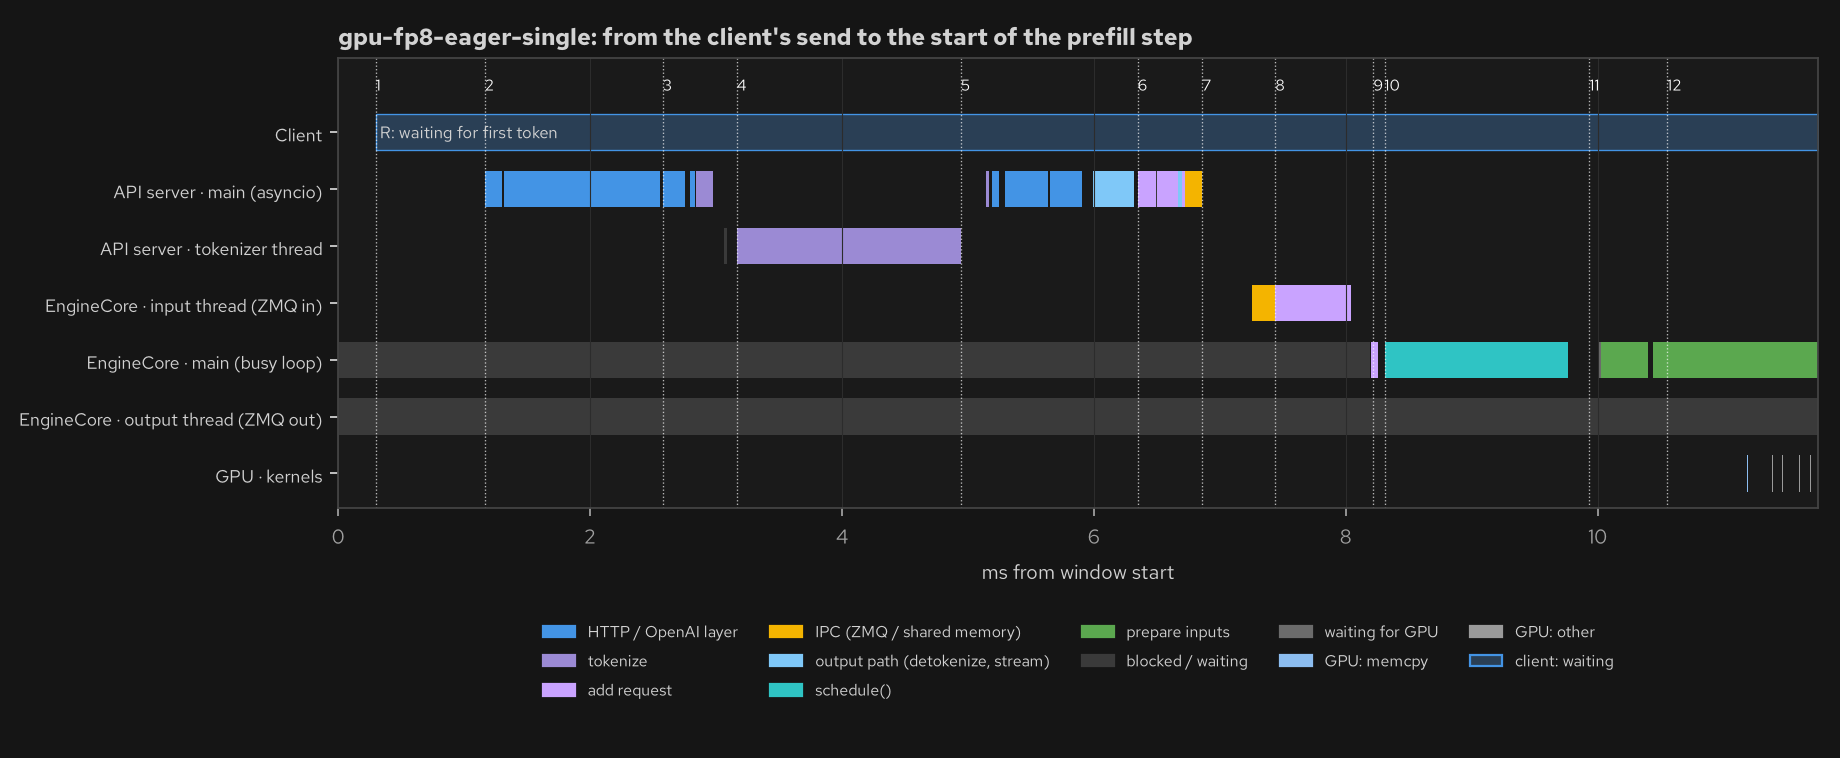 gpu-fp8-eager-single: from the client's send to the start of the prefill step
1 2 3 4 5 6 7 8 9 10 11 12
Client
R: waiting for first token
API server · main (asyncio)
API server · tokenizer thread
EngineCore · input thread (ZMQ in)
EngineCore · main (busy loop)
EngineCore · output thread (ZMQ out)
GPU · kernels
0 2 4 6 8 10
ms from window start
HTTP / OpenAI layer
IPC (ZMQ / shared memory)
prepare inputs
waiting for GPU
GPU: other
tokenize
output path (detokenize, stream)
blocked / waiting
GPU: memcpy
client: waiting
add request
schedule()